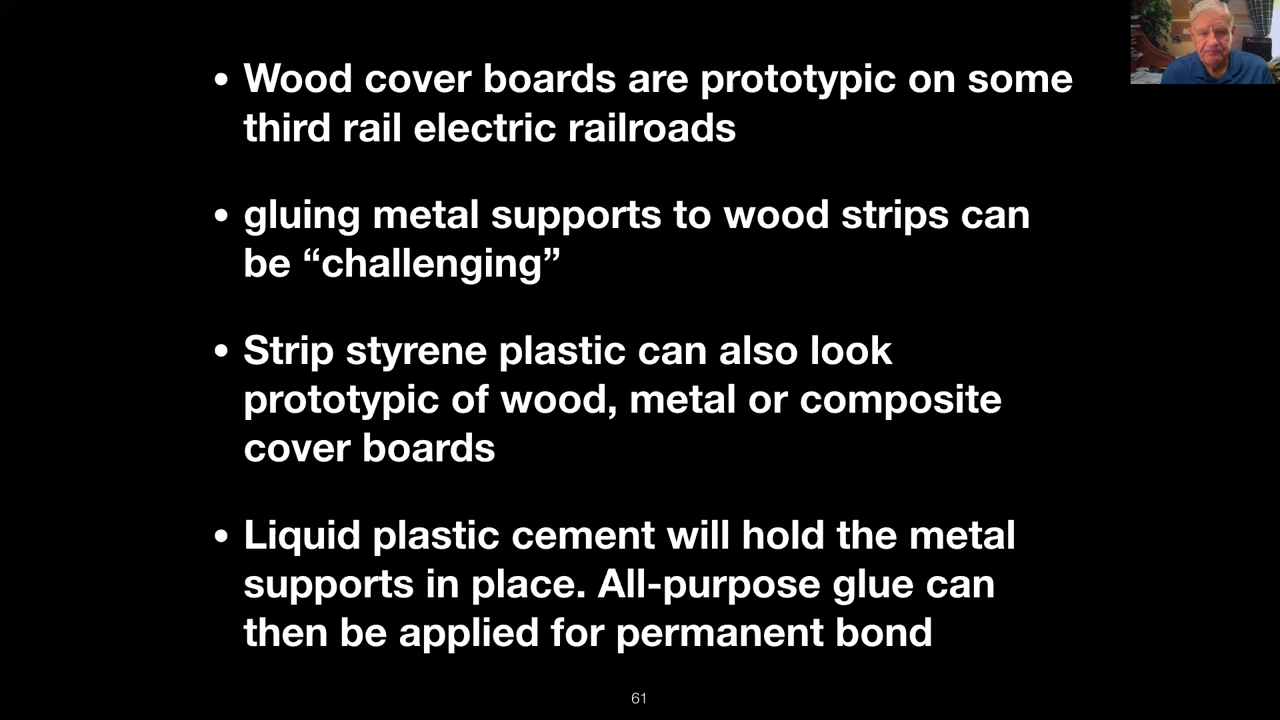 • Wood cover boards are prototypic on some
third rail electric railroads
• gluing metal supports to wood strips can
be “challenging”
• Strip styrene plastic can also look
prototypic of wood, metal or composite
cover boards
• Liquid plastic cement will hold the metal
supports in place. All-purpose glue can
then be applied for permanent bond
61